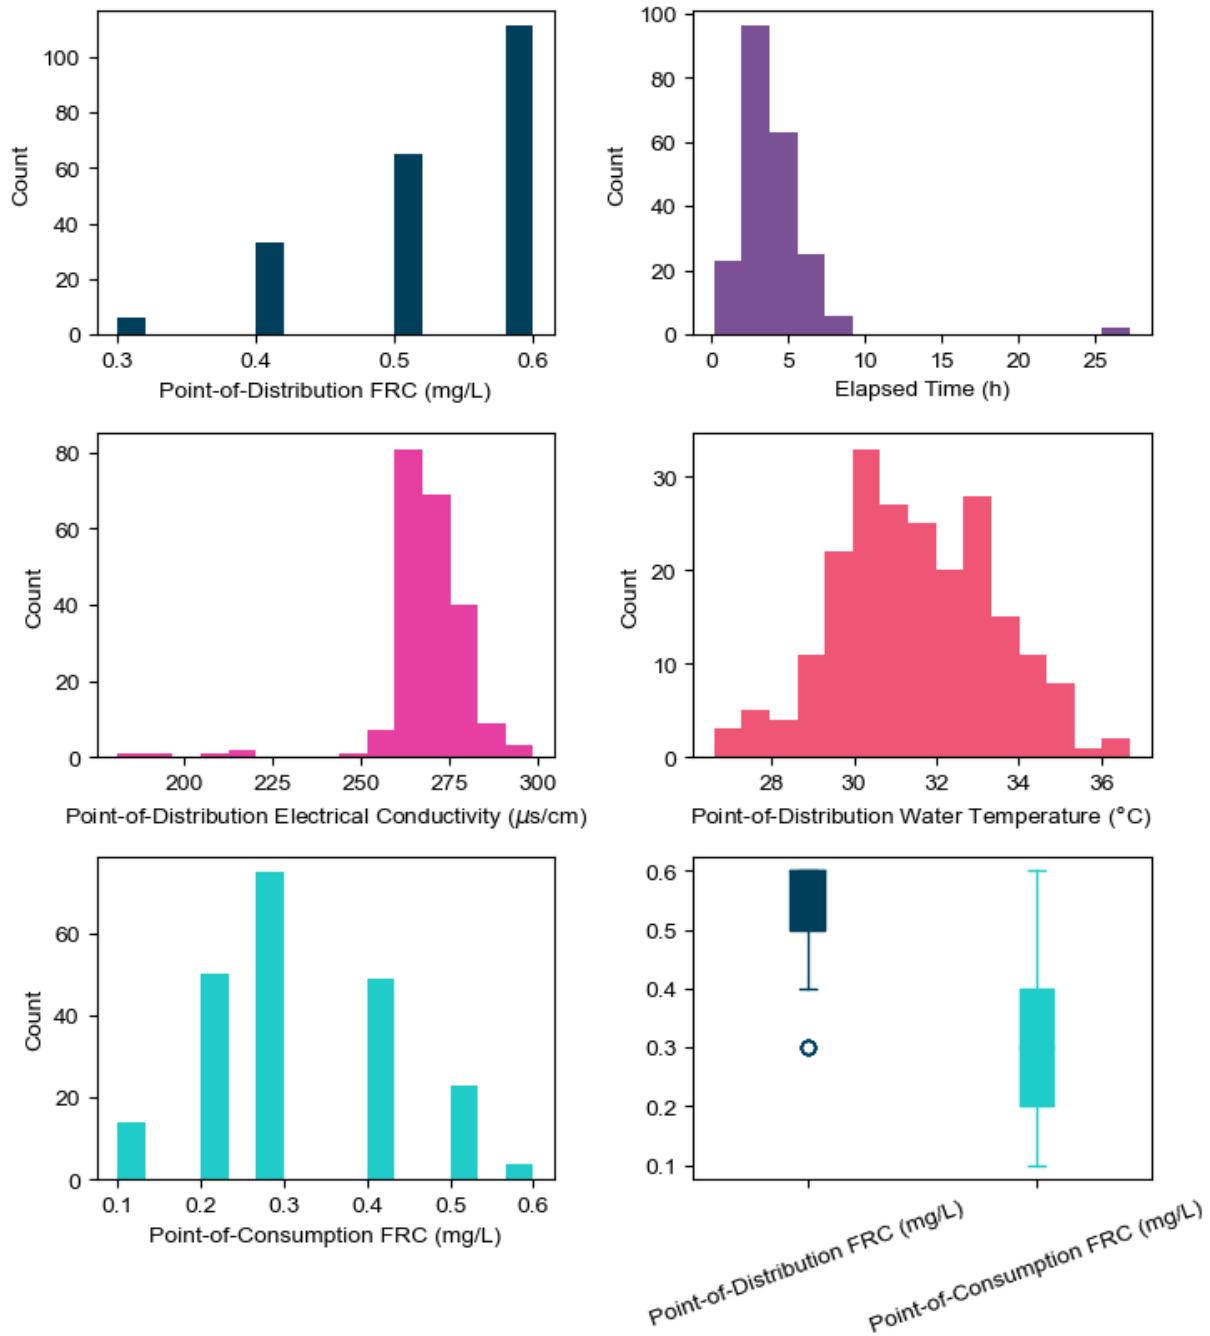 100
80
60
40
20
0
Count
0.3 0.4 0.5 0.6
Point-of-Distribution FRC (mg/L)
100
80
60
40
20
0
Count
0 5 10 15 20 25
Elapsed Time (h)
80
60
40
20
0
Count
200 225 250 275 300
Point-of-Distribution Electrical Conductivity (μs/cm)
30
20
10
0
Count
28 30 32 34 36
Point-of-Distribution Water Temperature (°C)
60
40
20
0
Count
0.1 0.2 0.3 0.4 0.5 0.6
Point-of-Consumption FRC (mg/L)
0.6
0.5
0.4
0.3
0.2
0.1
Point-of-Distribution FRC (mg/L)
Point-of-Consumption FRC (mg/L)